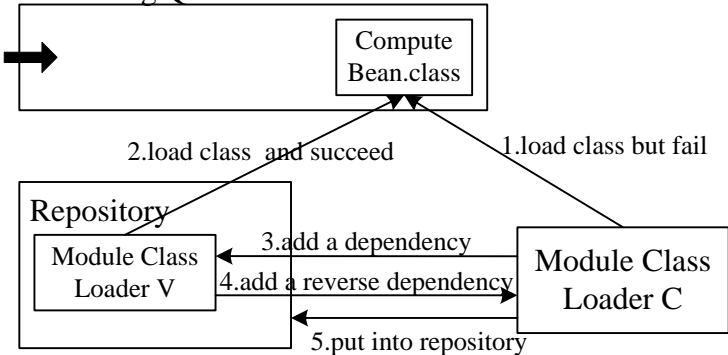 Compute
Bean.class
2.load class and succeed
1.load class but fail
Repository
Module Class
Loader V
3.add a dependency
4.add a reverse dependency
Module Class
Loader C
5.put into repository